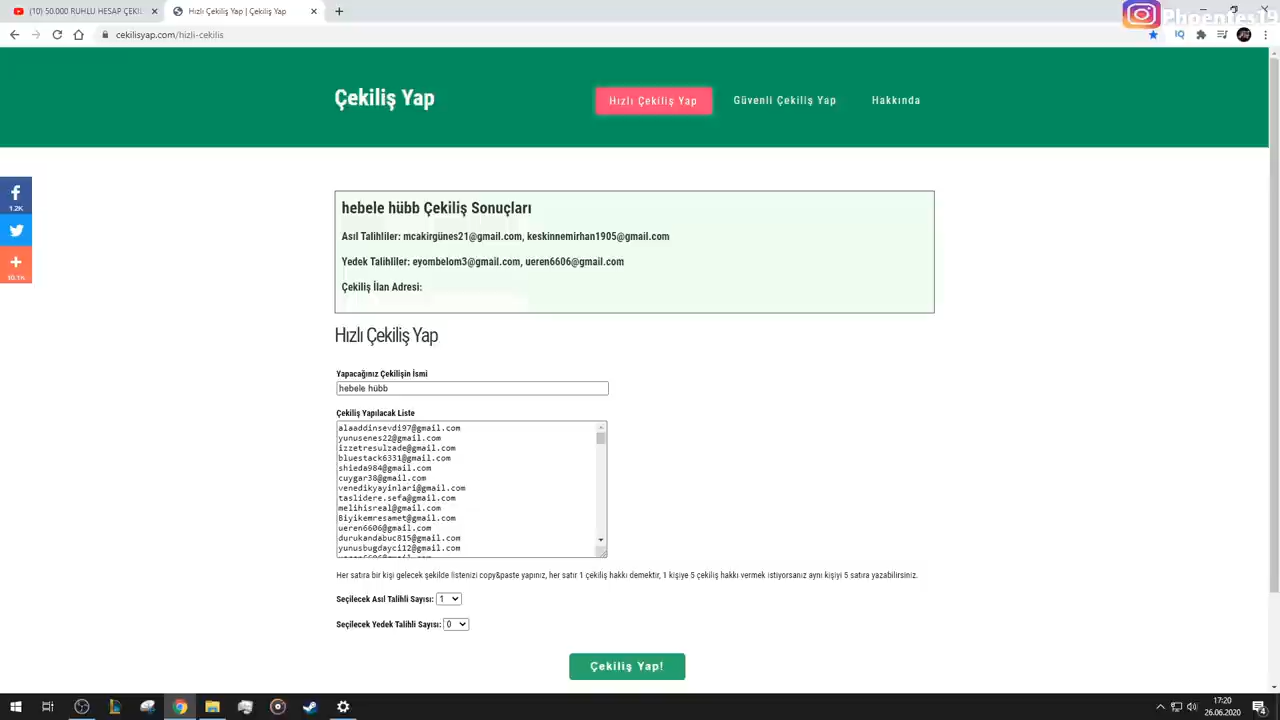 (10) 50.000 RUHLU HESAP ÇEKİ
Hızlı Çekiliş Yap | Çekiliş Yap
Phoenies19
cekilisyap.com/hizli-cekilis
Çekiliş Yap
Hızlı Çekiliş Yap
Güvenli Çekiliş Yap
Hakkında
1.2K
10.1K
hebele hübb Çekiliş Sonuçları
Asıl Talihliler: mcakirgünes21@gmail.com, keskinnemirhan1905@gmail.com
Yedek Talihliler: eyombelom3@gmail.com, ueren6606@gmail.com
Çekiliş İlan Adresi:
Hızlı Çekiliş Yap
Yapacağınız Çekilişin İsmi
hebele hübb
Çekiliş Yapılacak Liste
alaaddinsevdi97@gmail.com
yunusenes22@gmail.com
izzetresulzade@gmail.com
bluestack6331@gmail.com
shieda984@gmail.com
cuygar38@gmail.com
venedikyayinlari@gmail.com
taslidere.sefa@gmail.com
melihisreal@gmail.com
Biyikemresamet@gmail.com
ueren6606@gmail.com
durukandabuc815@gmail.com
yunusbugdayci12@gmail.com
Her satıra bir kişi gelecek şekilde listenizi copy&paste yapınız, her satır 1 çekiliş hakkı demektir, 1 kişiye 5 çekiliş hakkı vermek istiyorsanız aynı kişiyi 5 satıra yazabilirsiniz.
Seçilecek Asıl Talihli Sayısı: 1
Seçilecek Yedek Talihli Sayısı: 0
Çekiliş Yap!
17:20
26.06.2020
4